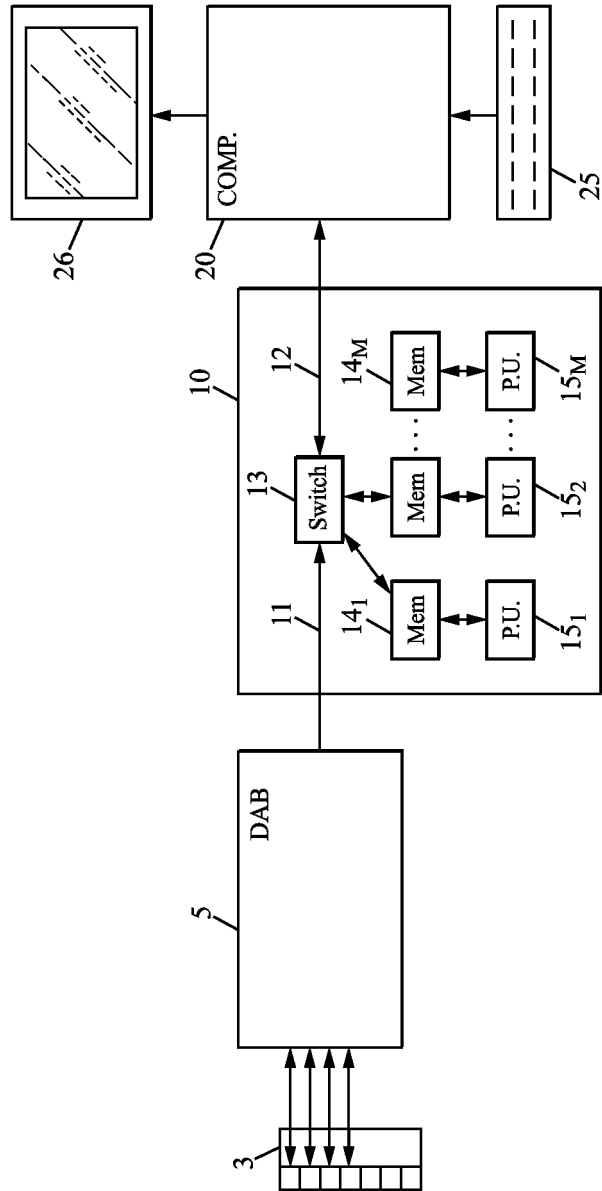 26
20
COMP.
25
10
12
13
Switch
11
14M
Mem
Mem
14₁
Mem
P.U.
15M
P.U.
15₂
P.U.
15₁
DAB
5
3